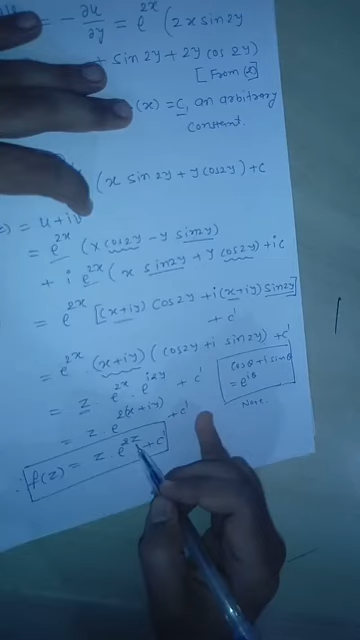 = -∂u/∂y = e^{2x} (2x sin2y
+ sin 2y + 2y cos 2y)
[From (2)]
(x) = C, an arbitrary
constant.
(x sin 2y + y cos2y) + c
= u + iv
= e^{2x} (x cos2y - y sin2y)
+ i e^{2x} (x sin2y + y cos2y) + ic
= e^{2x} [(x+iy) cos2y + i(x+iy) sin2y]
+ c'
= e^{2x} (x+iy) (cos2y + i sin2y) + c'
cosθ + i sinθ
= z e^{2x} . e^{i2y} + c'
= e^{iθ}
= z e^{2(x+iy)} + c'
Note.
∴ f(z) = z e^{2z} + c'